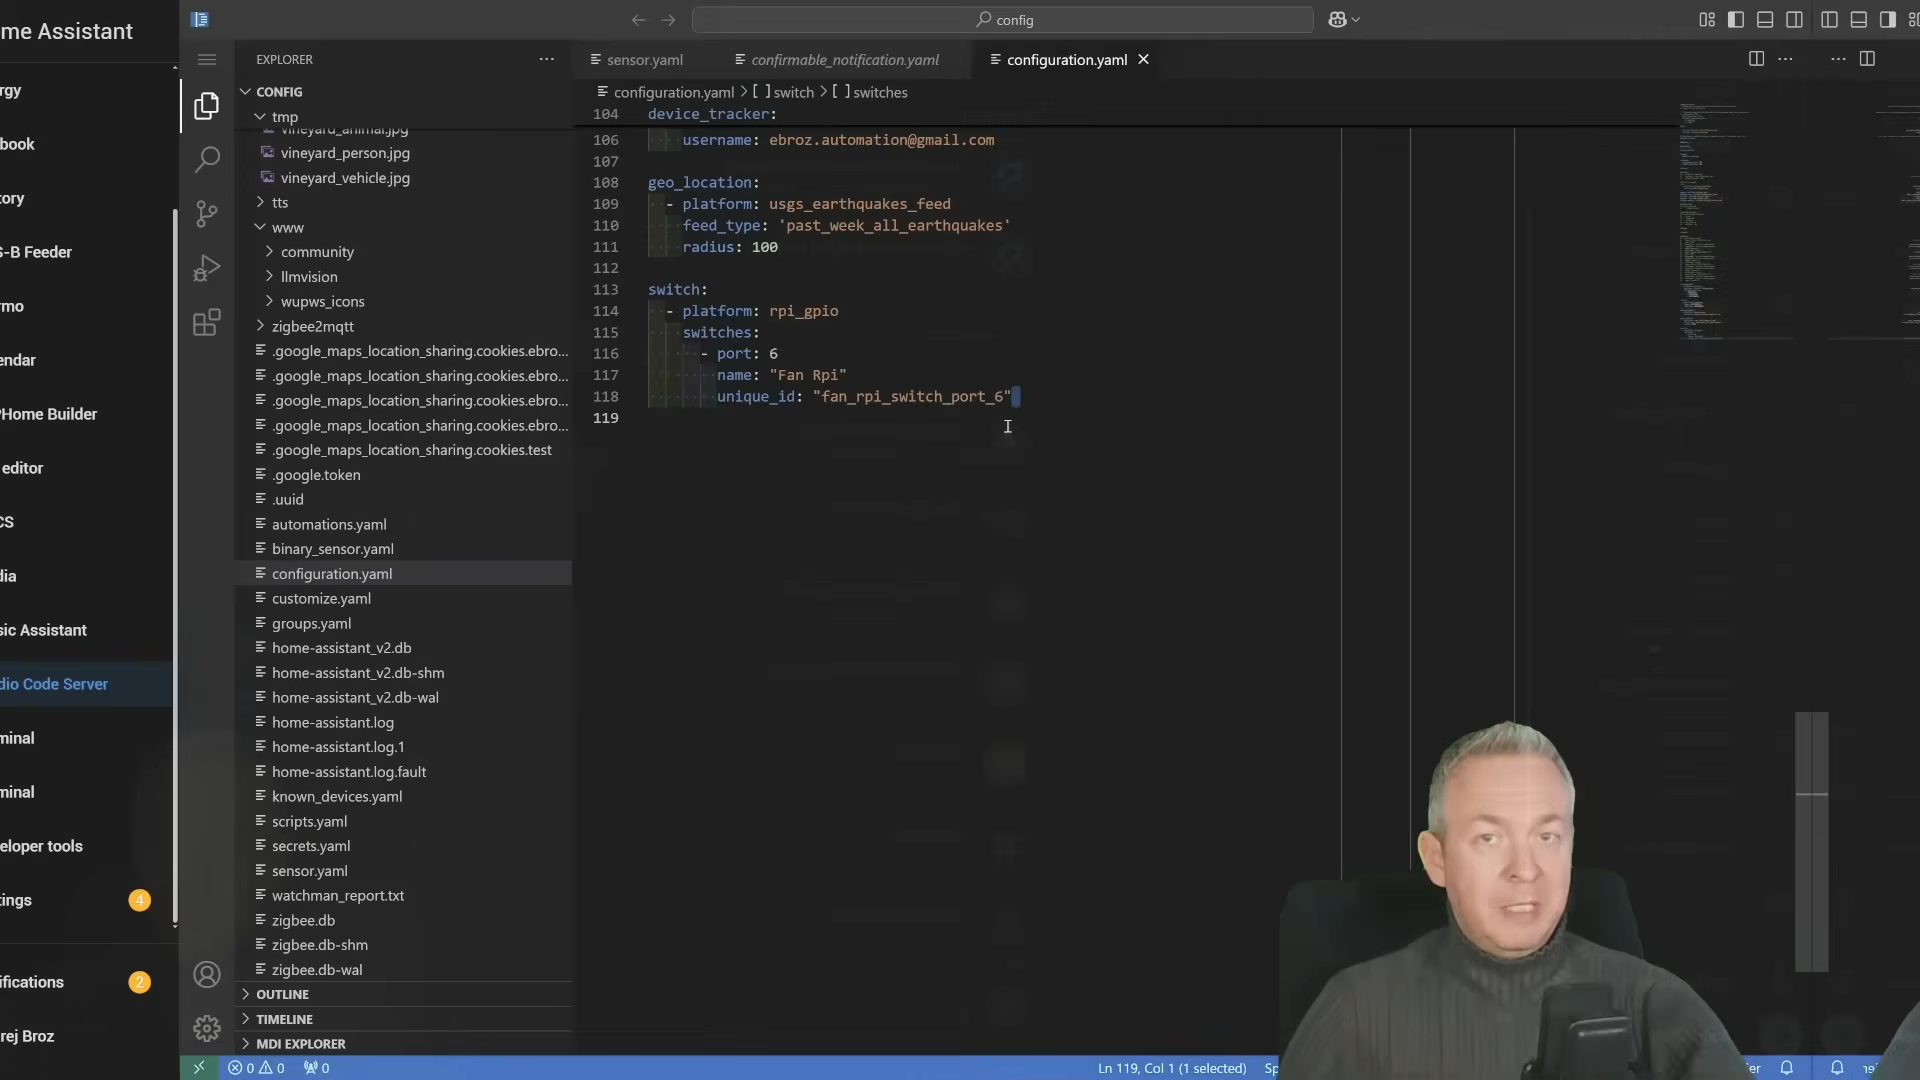 me Assistant
rgy
book
tory
S-B Feeder
rmo
endar
PHome Builder
editor
CS
dia
sic Assistant
dio Code Server
minal
minal
eloper tools
tings
4
ifications
2
rej Broz
config
EXPLORER
CONFIG
tmp
vineyard_animal.jpg
vineyard_person.jpg
vineyard_vehicle.jpg
tts
www
community
llmvision
wupws_icons
zigbee2mqtt
.google_maps_location_sharing.cookies.ebro...
.google_maps_location_sharing.cookies.ebro...
.google_maps_location_sharing.cookies.ebro...
.google_maps_location_sharing.cookies.ebro...
.google_maps_location_sharing.cookies.test
.google.token
.uuid
automations.yaml
binary_sensor.yaml
configuration.yaml
customize.yaml
groups.yaml
home-assistant_v2.db
home-assistant_v2.db-shm
home-assistant_v2.db-wal
home-assistant.log
home-assistant.log.1
home-assistant.log.fault
known_devices.yaml
scripts.yaml
secrets.yaml
sensor.yaml
watchman_report.txt
zigbee.db
zigbee.db-shm
zigbee.db-wal
OUTLINE
TIMELINE
MDI EXPLORER
sensor.yaml confirmable_notification.yaml configuration.yaml
configuration.yaml > [ ] switch > [ ] switches
104 device_tracker:
106 username: ebroz.automation@gmail.com
107
108 geo_location:
109 - platform: usgs_earthquakes_feed
110 feed_type: 'past_week_all_earthquakes'
111 radius: 100
112
113 switch:
114 - platform: rpi_gpio
115 switches:
116 - port: 6
117 name: "Fan Rpi"
118 unique_id: "fan_rpi_switch_port_6"
119
0 0 0 Ln 119, Col 1 (1 selected) Sp